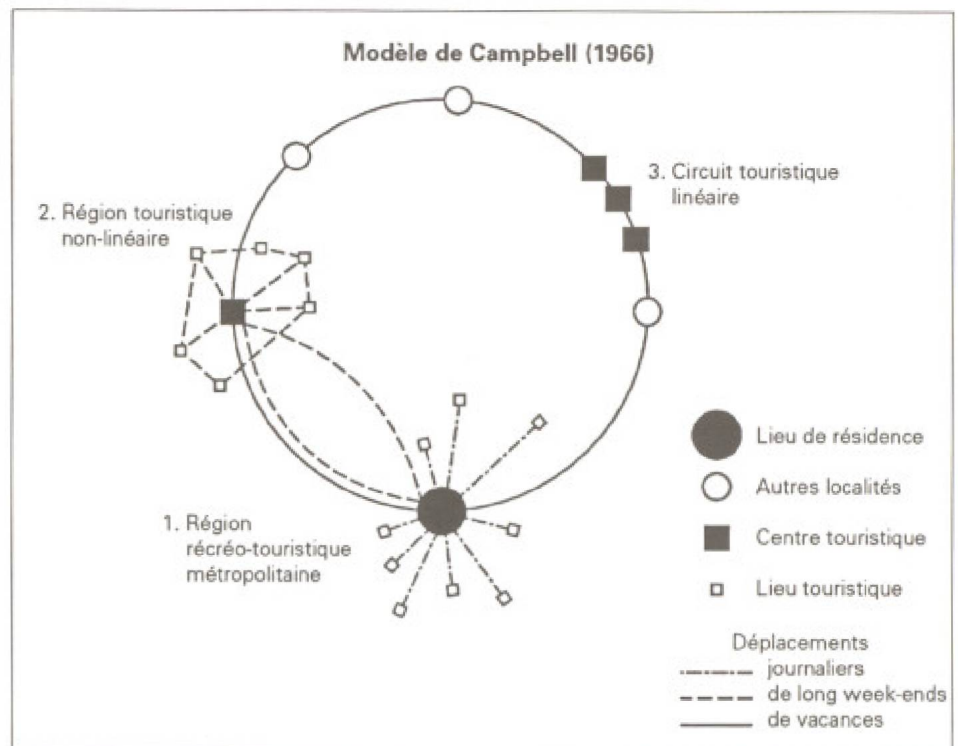 Modèle de Campbell (1966)
3. Circuit touristique
linéaire
2. Région touristique
non-linéaire
1. Région
récréo-touristique
métropolitaine
Lieu de résidence
Autres localités
Centre touristique
Lieu touristique
Déplacements
journaliers
de long week-ends
de vacances